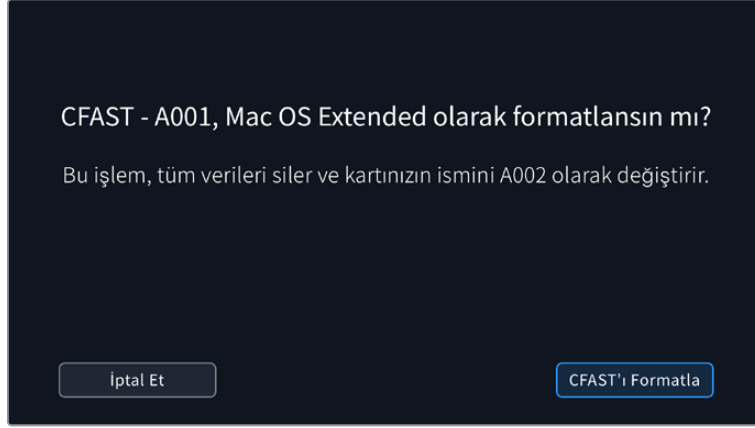 CFAST - A001, Mac OS Extended olarak formatlansın mı?
Bu işlem, tüm verileri siler ve kartınızın ismini A002 olarak değiştirir.
İptal Et
CFAST'ı Formatla